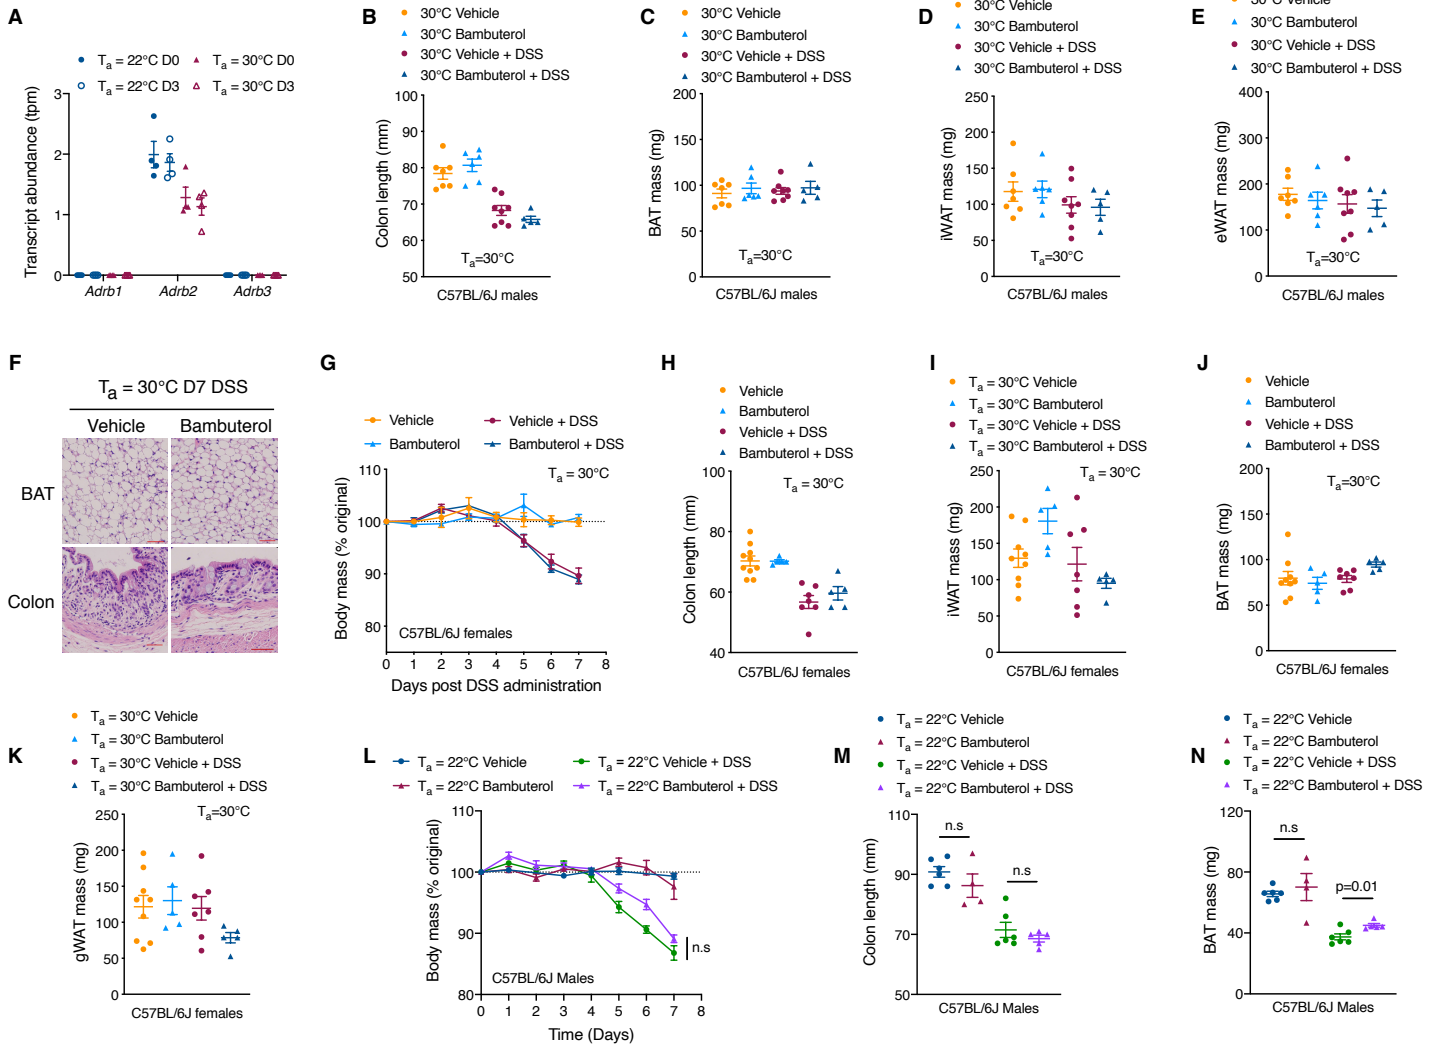 A
Ta = 22°C D0
Ta = 30°C D0
Ta = 22°C D3
Ta = 30°C D3
Transcript abundance (tpm)
3
2
1
0
Adrb1
Adrb2
Adrb3
B
30°C Vehicle
30°C Bambuterol
30°C Vehicle + DSS
30°C Bambuterol + DSS
Colon length (mm)
100
90
80
70
60
50
Ta=30°C
C57BL/6J males
C
30°C Vehicle
30°C Bambuterol
30°C Vehicle + DSS
30°C Bambuterol + DSS
BAT mass (mg)
200
150
100
50
0
Ta=30°C
C57BL/6J males
D
30°C Vehicle
30°C Bambuterol
30°C Vehicle + DSS
30°C Bambuterol + DSS
iWAT mass (mg)
250
200
150
100
50
0
Ta=30°C
C57BL/6J males
E
30°C Vehicle
30°C Bambuterol
30°C Vehicle + DSS
30°C Bambuterol + DSS
eWAT mass (mg)
400
300
200
100
0
Ta=30°C
C57BL/6J males
F
Ta = 30°C D7 DSS
Vehicle
Bambuterol
BAT
Colon
G
Vehicle
Vehicle + DSS
Bambuterol
Bambuterol + DSS
Ta = 30°C
Body mass (% original)
110
100
90
80
C57BL/6J females
0 1 2 3 4 5 6 7 8
Days post DSS administration
H
Vehicle
Bambuterol
Vehicle + DSS
Bambuterol + DSS
Colon length (mm)
100
80
60
40
Ta = 30°C
C57BL/6J females
I
Ta = 30°C Vehicle
Ta = 30°C Bambuterol
Ta = 30°C Vehicle + DSS
Ta = 30°C Bambuterol + DSS
iWAT mass (mg)
250
200
150
100
50
0
Ta = 30°C
C57BL/6J females
J
Vehicle
Bambuterol
Vehicle + DSS
Bambuterol + DSS
BAT mass (mg)
200
150
100
50
0
Ta=30°C
C57BL/6J females
K
Ta = 30°C Vehicle
Ta = 30°C Bambuterol
Ta = 30°C Vehicle + DSS
Ta = 30°C Bambuterol + DSS
Ta=30°C
gWAT mass (mg)
250
200
150
100
50
0
C57BL/6J females
L
Ta = 22°C Vehicle
Ta = 22°C Vehicle + DSS
Ta = 22°C Bambuterol
Ta = 22°C Bambuterol + DSS
Body mass (% original)
110
100
90
80
n.s
C57BL/6J Males
0 1 2 3 4 5 6 7 8
Time (Days)
M
Ta = 22°C Vehicle
Ta = 22°C Bambuterol
Ta = 22°C Vehicle + DSS
Ta = 22°C Bambuterol + DSS
Colon length (mm)
110
90
70
50
n.s
n.s
C57BL/6J Males
N
Ta = 22°C Vehicle
Ta = 22°C Bambuterol
Ta = 22°C Vehicle + DSS
Ta = 22°C Bambuterol + DSS
BAT mass (mg)
120
80
40
0
n.s
p=0.01
C57BL/6J Males